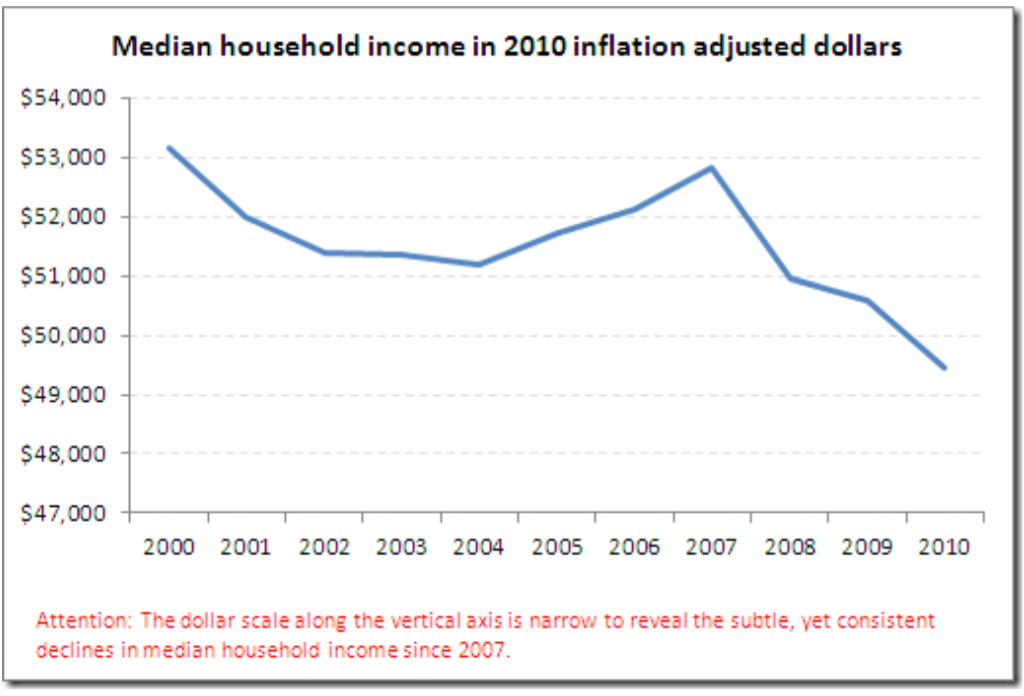 Median household income in 2010 inflation adjusted dollars
$54,000
$53,000
$52,000
$51,000
$50,000
$49,000
$48,000
$47,000
2000 2001 2002 2003 2004 2005 2006 2007 2008 2009 2010
Attention: The dollar scale along the vertical axis is narrow to reveal the subtle, yet consistent
declines in median household income since 2007.